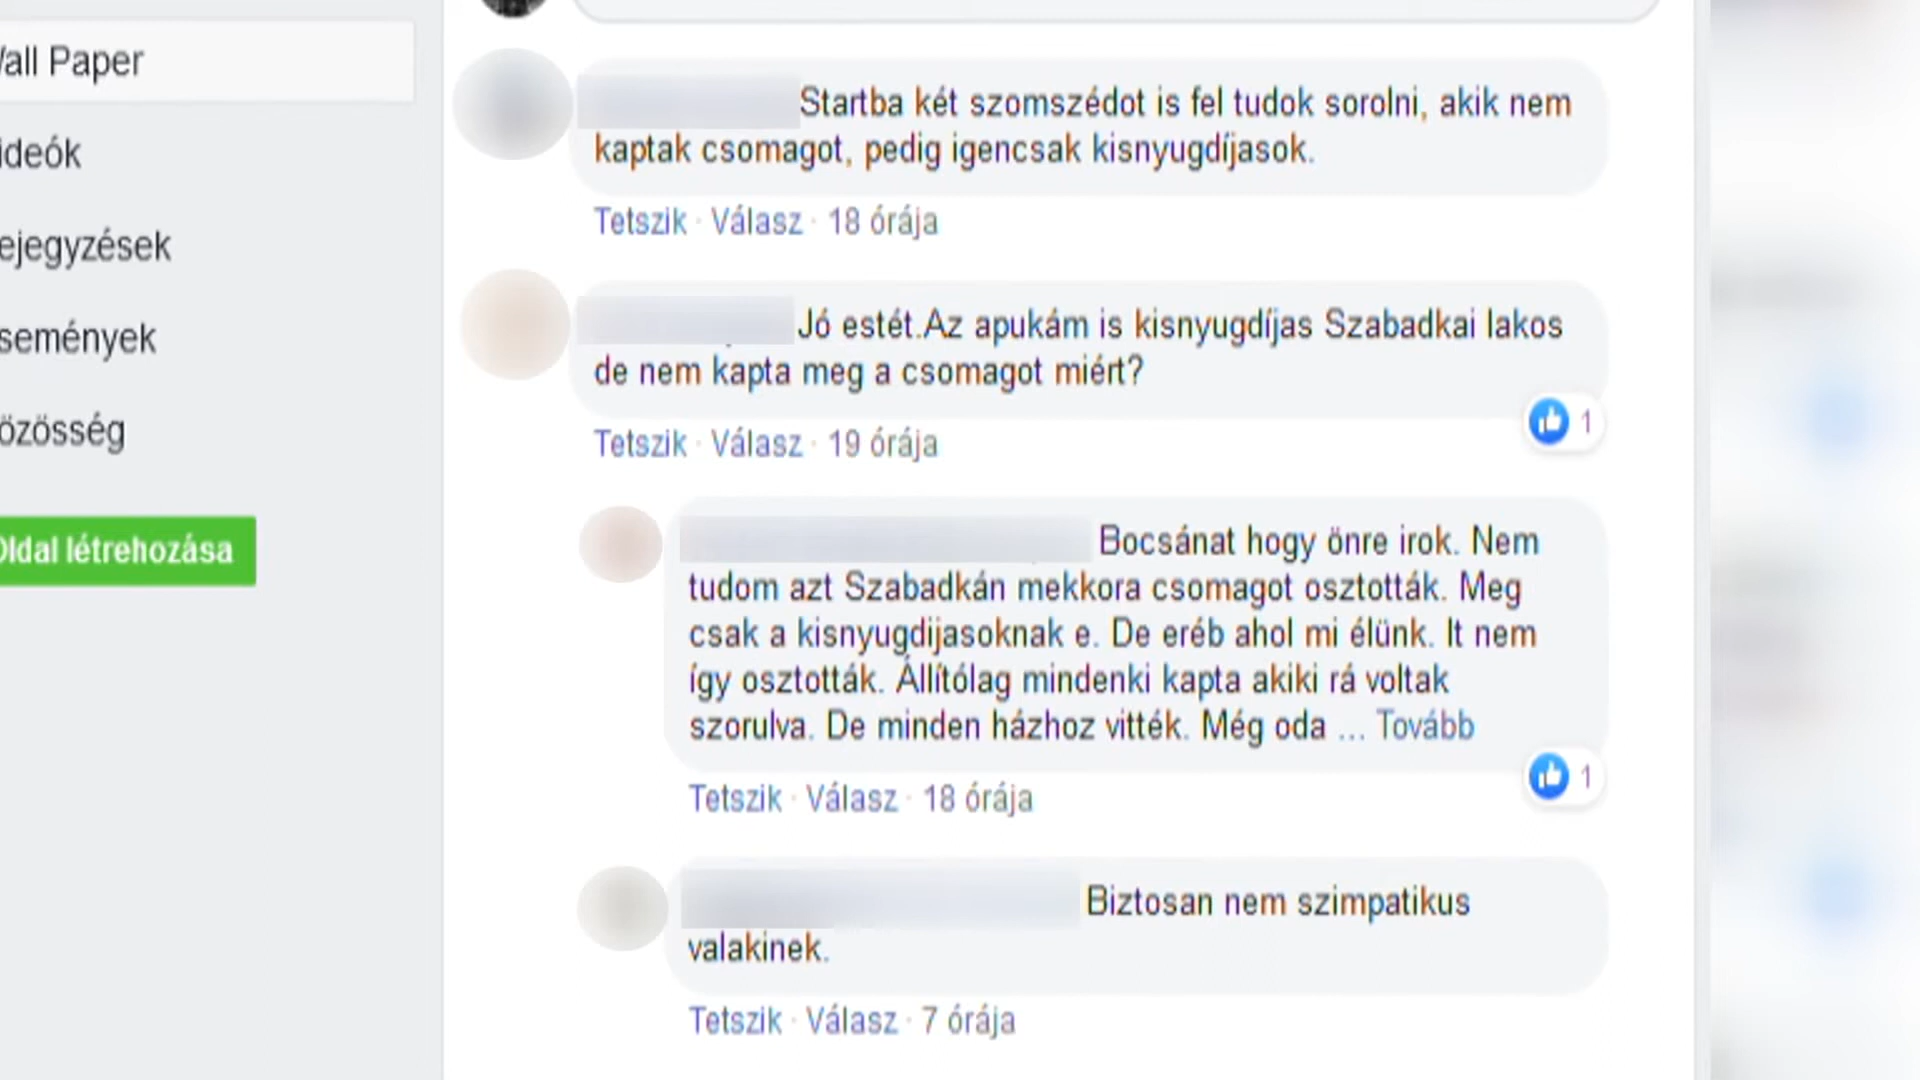 Wall Paper
ideók
ejegyzések
semények
özösség
Oldal létrehozása
Startba két szomszédot is fel tudok sorolni, akik nem
kaptak csomagot, pedig igencsak kisnyugdíjasok.
Tetszik · Válasz · 18 órája
Jó estét.Az apukám is kisnyugdíjas Szabadkai lakos
de nem kapta meg a csomagot miért?
1
Tetszik · Válasz · 19 órája
Bocsánat hogy önre irok. Nem
tudom azt Szabadkán mekkora csomagot osztották. Meg
csak a kisnyugdijasoknak e. De eréb ahol mi élünk. It nem
így osztották. Állítólag mindenki kapta akiki rá voltak
szorulva. De minden házhoz vitték. Még oda ... Tovább
1
Tetszik · Válasz · 18 órája
Biztosan nem szimpatikus
valakinek.
Tetszik · Válasz · 7 órája